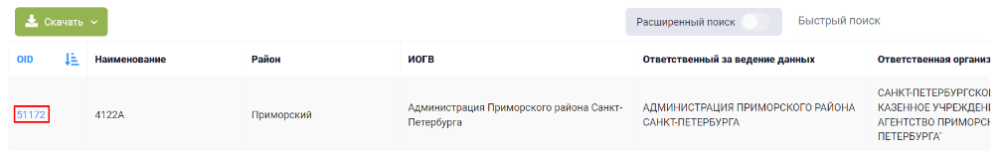 Скачать
Расширенный поиск
Быстрый поиск
OID Наименование Район ИОГВ Ответственный за ведение данных Ответственная организ
51172 4122А Приморский
Администрация Приморского района Санкт-
Петербурга
АДМИНИСТРАЦИЯ ПРИМОРСКОГО РАЙОНА
САНКТ-ПЕТЕРБУРГА
САНКТ-ПЕТЕРБУРГСКО
КАЗЕННОЕ УЧРЕЖДЕН
АГЕНТСТВО ПРИМОРС
ПЕТЕРБУРГА"